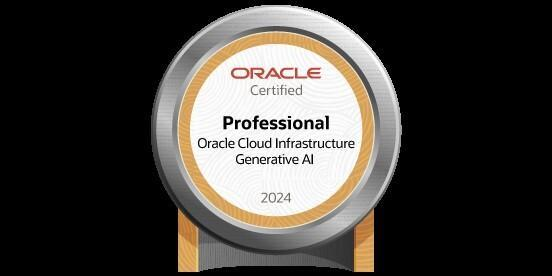 ORACLE
Certified
Professional
Oracle Cloud Infrastructure
Generative AI
2024